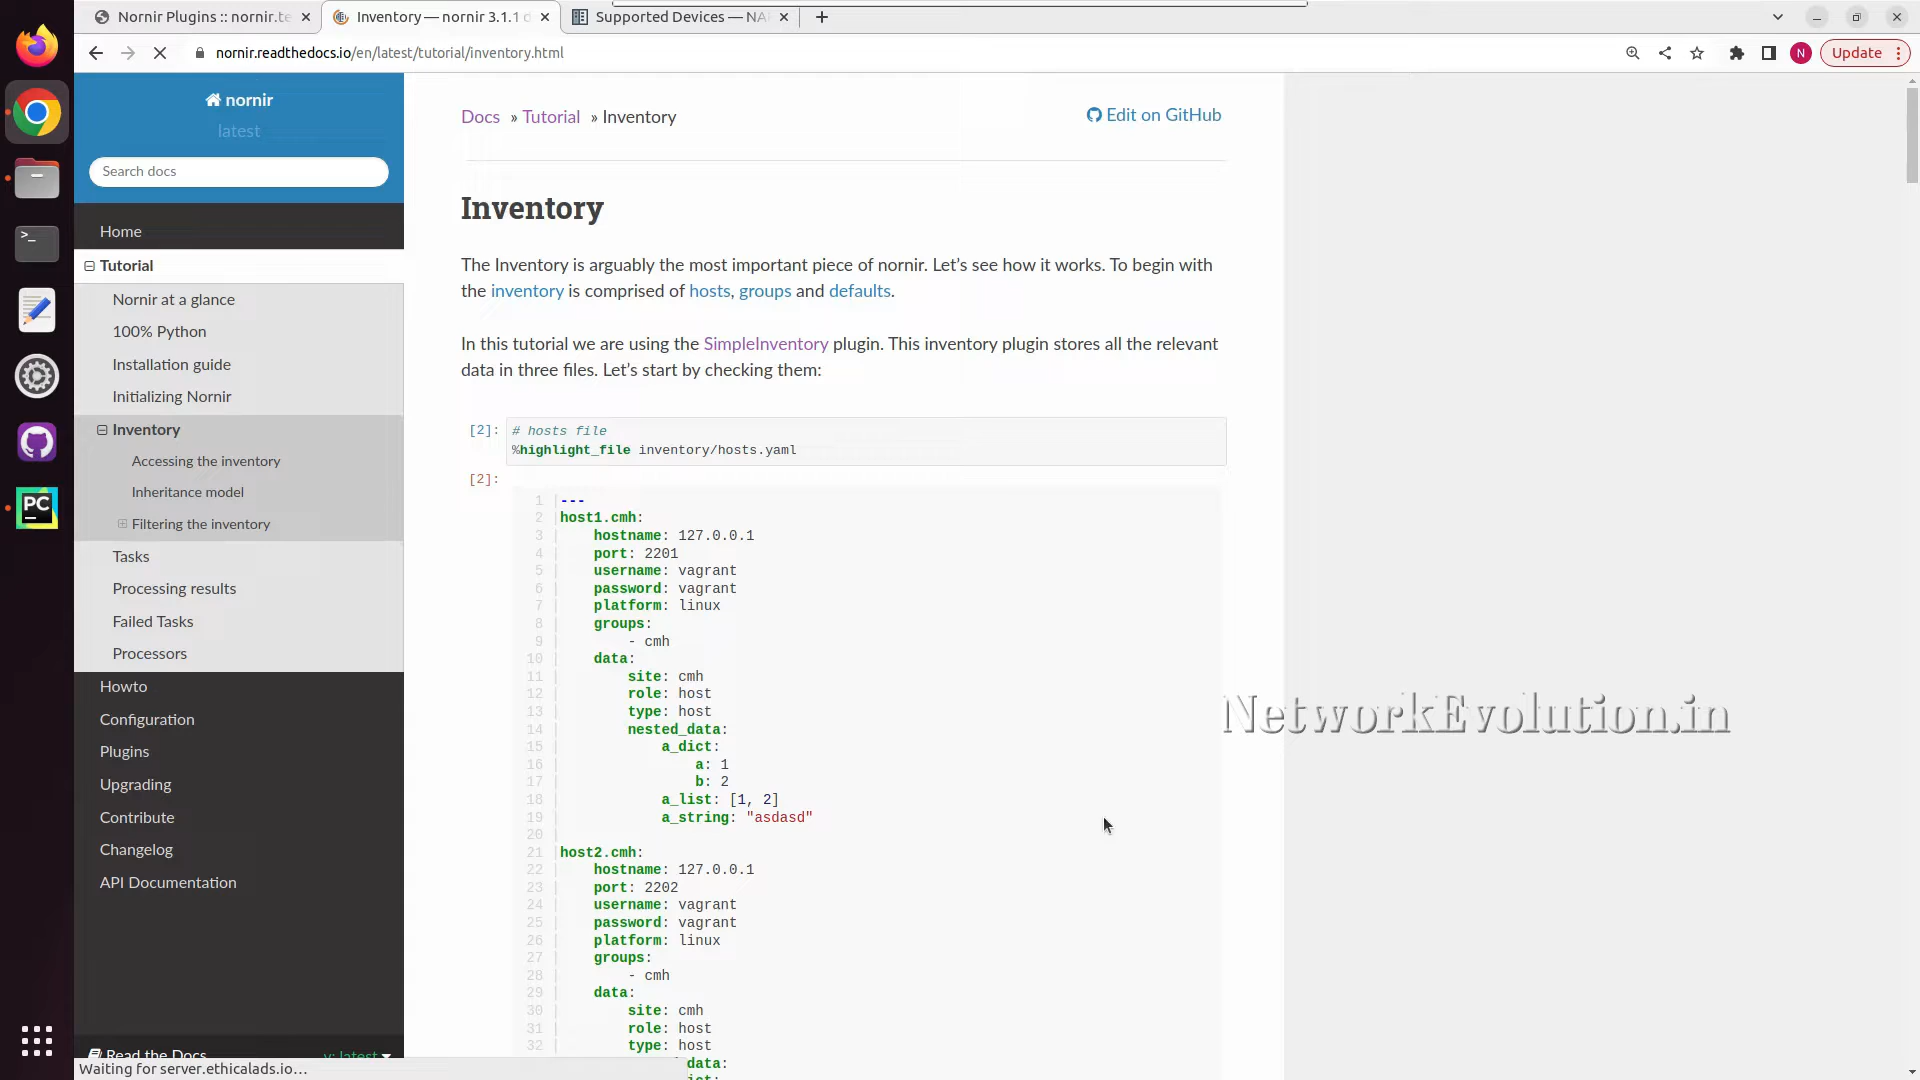 Nornir Plugins :: nornir.te
Inventory — nornir 3.1.1 d
Supported Devices — NA
nornir.readthedocs.io/en/latest/tutorial/inventory.html
N
Update
nornir
latest
Search docs
Home
Tutorial
Nornir at a glance
100% Python
Installation guide
Initializing Nornir
Inventory
Accessing the inventory
Inheritance model
Filtering the inventory
Tasks
Processing results
Failed Tasks
Processors
Howto
Configuration
Plugins
Upgrading
Contribute
Changelog
API Documentation
Read the Docs
v: latest
Waiting for server.ethicalads.io…
PC
Docs » Tutorial » Inventory
Edit on GitHub
Inventory
The Inventory is arguably the most important piece of nornir. Let’s see how it works. To begin with
the inventory is comprised of hosts, groups and defaults.
In this tutorial we are using the SimpleInventory plugin. This inventory plugin stores all the relevant
data in three files. Let’s start by checking them:
[2]: # hosts file
%highlight_file inventory/hosts.yaml
[2]:
1 ---
2 host1.cmh:
3 hostname: 127.0.0.1
4 port: 2201
5 username: vagrant
6 password: vagrant
7 platform: linux
8 groups:
9 - cmh
10 data:
11 site: cmh
12 role: host
13 type: host
14 nested_data:
15 a_dict:
16 a: 1
17 b: 2
18 a_list: [1, 2]
19 a_string: "asdasd"
20
21 host2.cmh:
22 hostname: 127.0.0.1
23 port: 2202
24 username: vagrant
25 password: vagrant
26 platform: linux
27 groups:
28 - cmh
29 data:
30 site: cmh
31 role: host
32 type: host
data:
NetworkEvolution.in